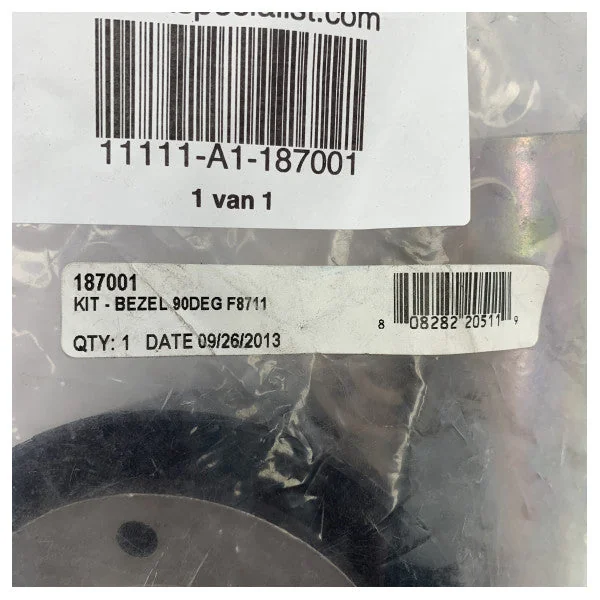 specialist.com
11111-A1-187001
1 van 1
187001
KIT - BEZEL 90DEG F8711
QTY: 1 DATE 09/26/2013
8 08282 20511 9